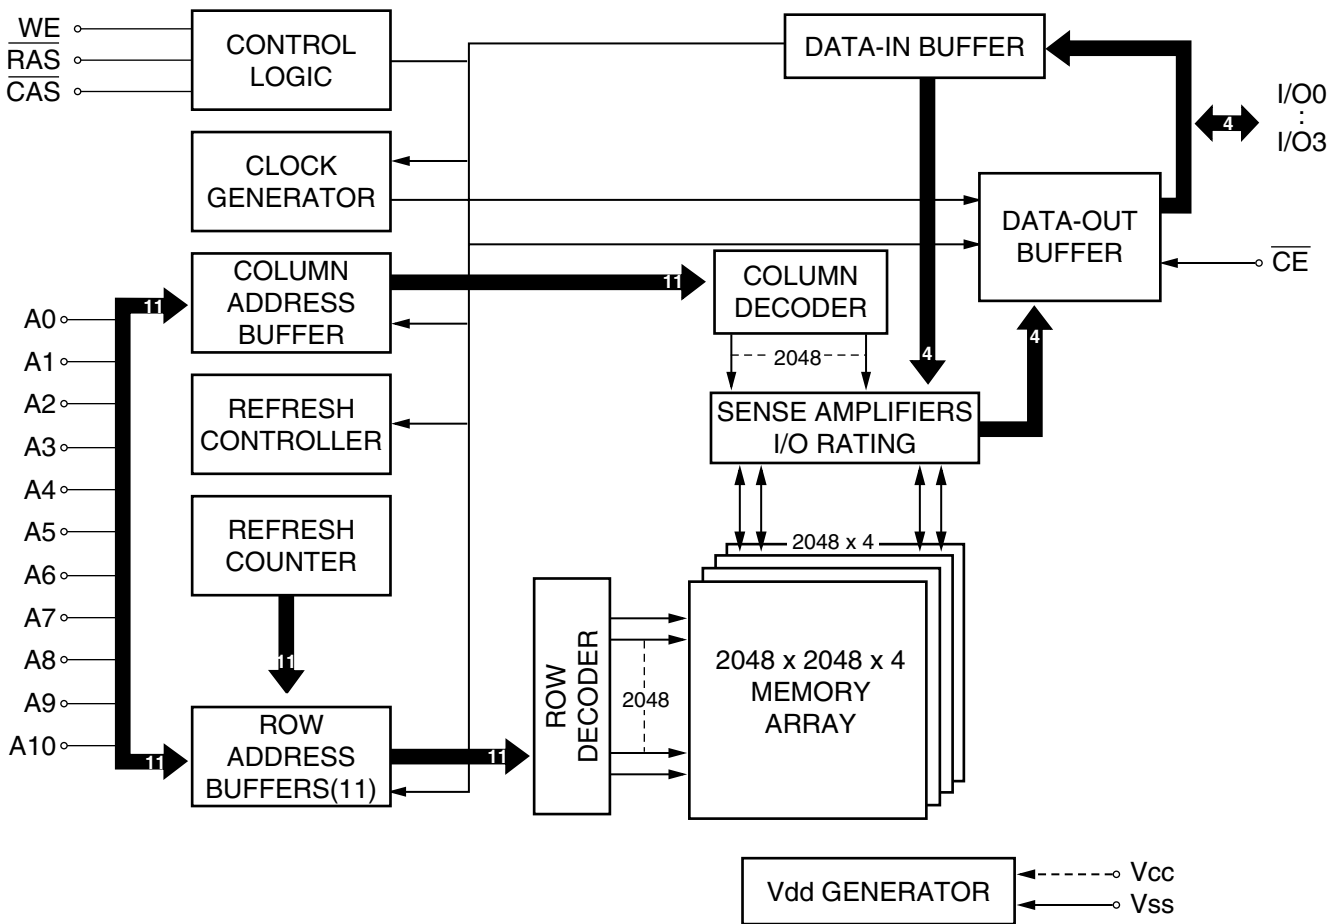 WE
RAS
CAS
CONTROL
LOGIC
DATA-IN BUFFER
I/O0
:
I/O3
4
CLOCK
GENERATOR
DATA-OUT
BUFFER
CE
COLUMN
ADDRESS
BUFFER
11
11
COLUMN
DECODER
2048
4
4
A0
A1
A2
A3
A4
A5
A6
A7
A8
A9
A10
REFRESH
CONTROLLER
SENSE AMPLIFIERS
I/O RATING
REFRESH
COUNTER
11
2048 x 4
ROW
DECODER
2048
2048 x 2048 x 4
MEMORY
ARRAY
11
ROW
ADDRESS
BUFFERS(11)
11
Vdd GENERATOR
Vcc
Vss